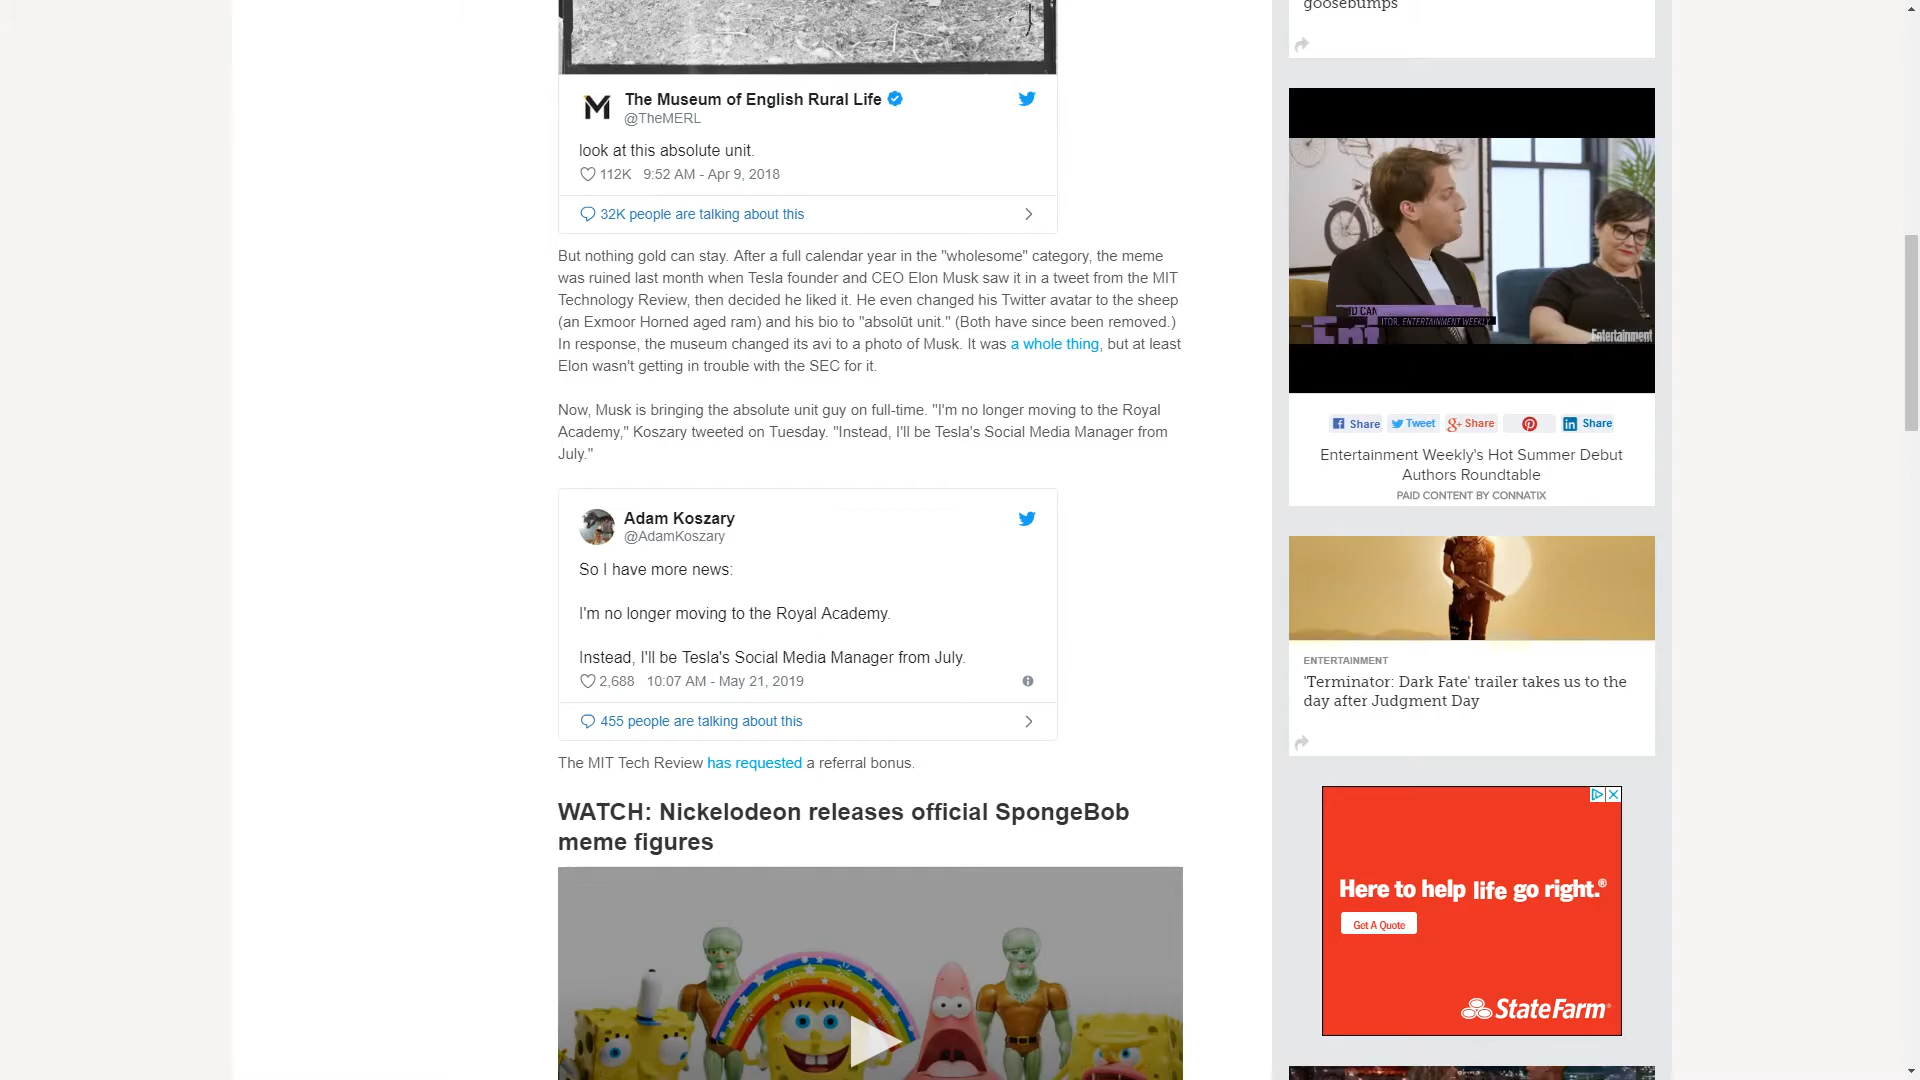 goosebumps
The Museum of English Rural Life
@TheMERL
look at this absolute unit.
112K 9:52 AM - Apr 9, 2018
32K people are talking about this
But nothing gold can stay. After a full calendar year in the "wholesome" category, the meme
was ruined last month when Tesla founder and CEO Elon Musk saw it in a tweet from the MIT
Technology Review, then decided he liked it. He even changed his Twitter avatar to the sheep
(an Exmoor Horned aged ram) and his bio to "absolūt unit." (Both have since been removed.)
In response, the museum changed its avi to a photo of Musk. It was a whole thing, but at least
Elon wasn't getting in trouble with the SEC for it.
Now, Musk is bringing the absolute unit guy on full-time. "I'm no longer moving to the Royal
Academy," Koszary tweeted on Tuesday. "Instead, I'll be Tesla's Social Media Manager from
July."
Adam Koszary
@AdamKoszary
So I have more news:
I'm no longer moving to the Royal Academy.
Instead, I'll be Tesla's Social Media Manager from July.
2,688 10:07 AM - May 21, 2019
455 people are talking about this
The MIT Tech Review has requested a referral bonus.
WATCH: Nickelodeon releases official SpongeBob
meme figures
ENTERTAINMENT WEEKLY
Entertainment
Share Tweet Share Share
Entertainment Weekly's Hot Summer Debut
Authors Roundtable
PAID CONTENT BY CONNATIX
ENTERTAINMENT
'Terminator: Dark Fate' trailer takes us to the
day after Judgment Day
Here to help life go right.®
Get A Quote
StateFarm®